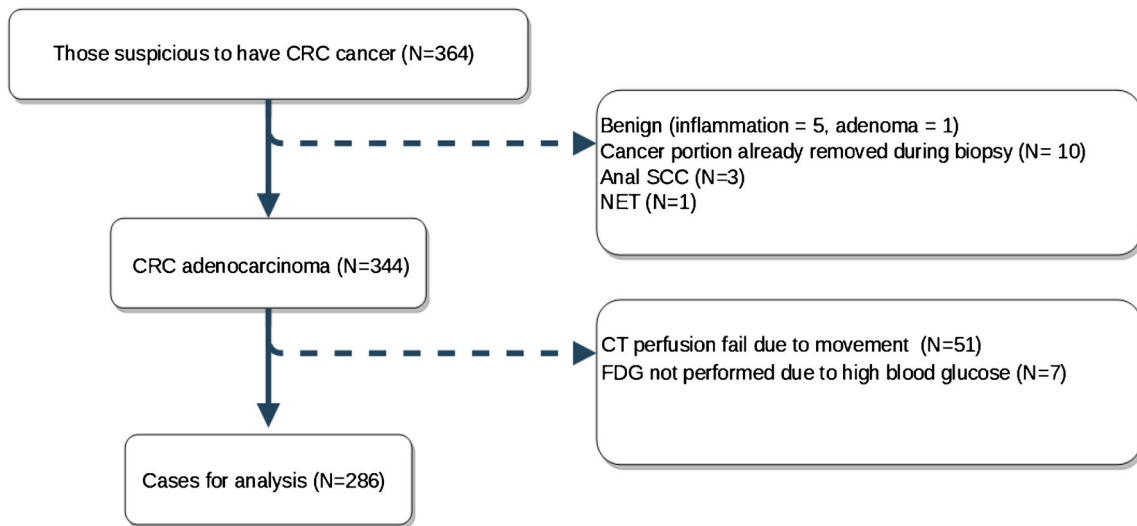 Those suspicious to have CRC cancer (N=364)
Benign (inflammation = 5, adenoma = 1)
Cancer portion already removed during biopsy (N= 10)
Anal SCC (N=3)
NET (N=1)
CRC adenocarcinoma (N=344)
CT perfusion fail due to movement (N=51)
FDG not performed due to high blood glucose (N=7)
Cases for analysis (N=286)